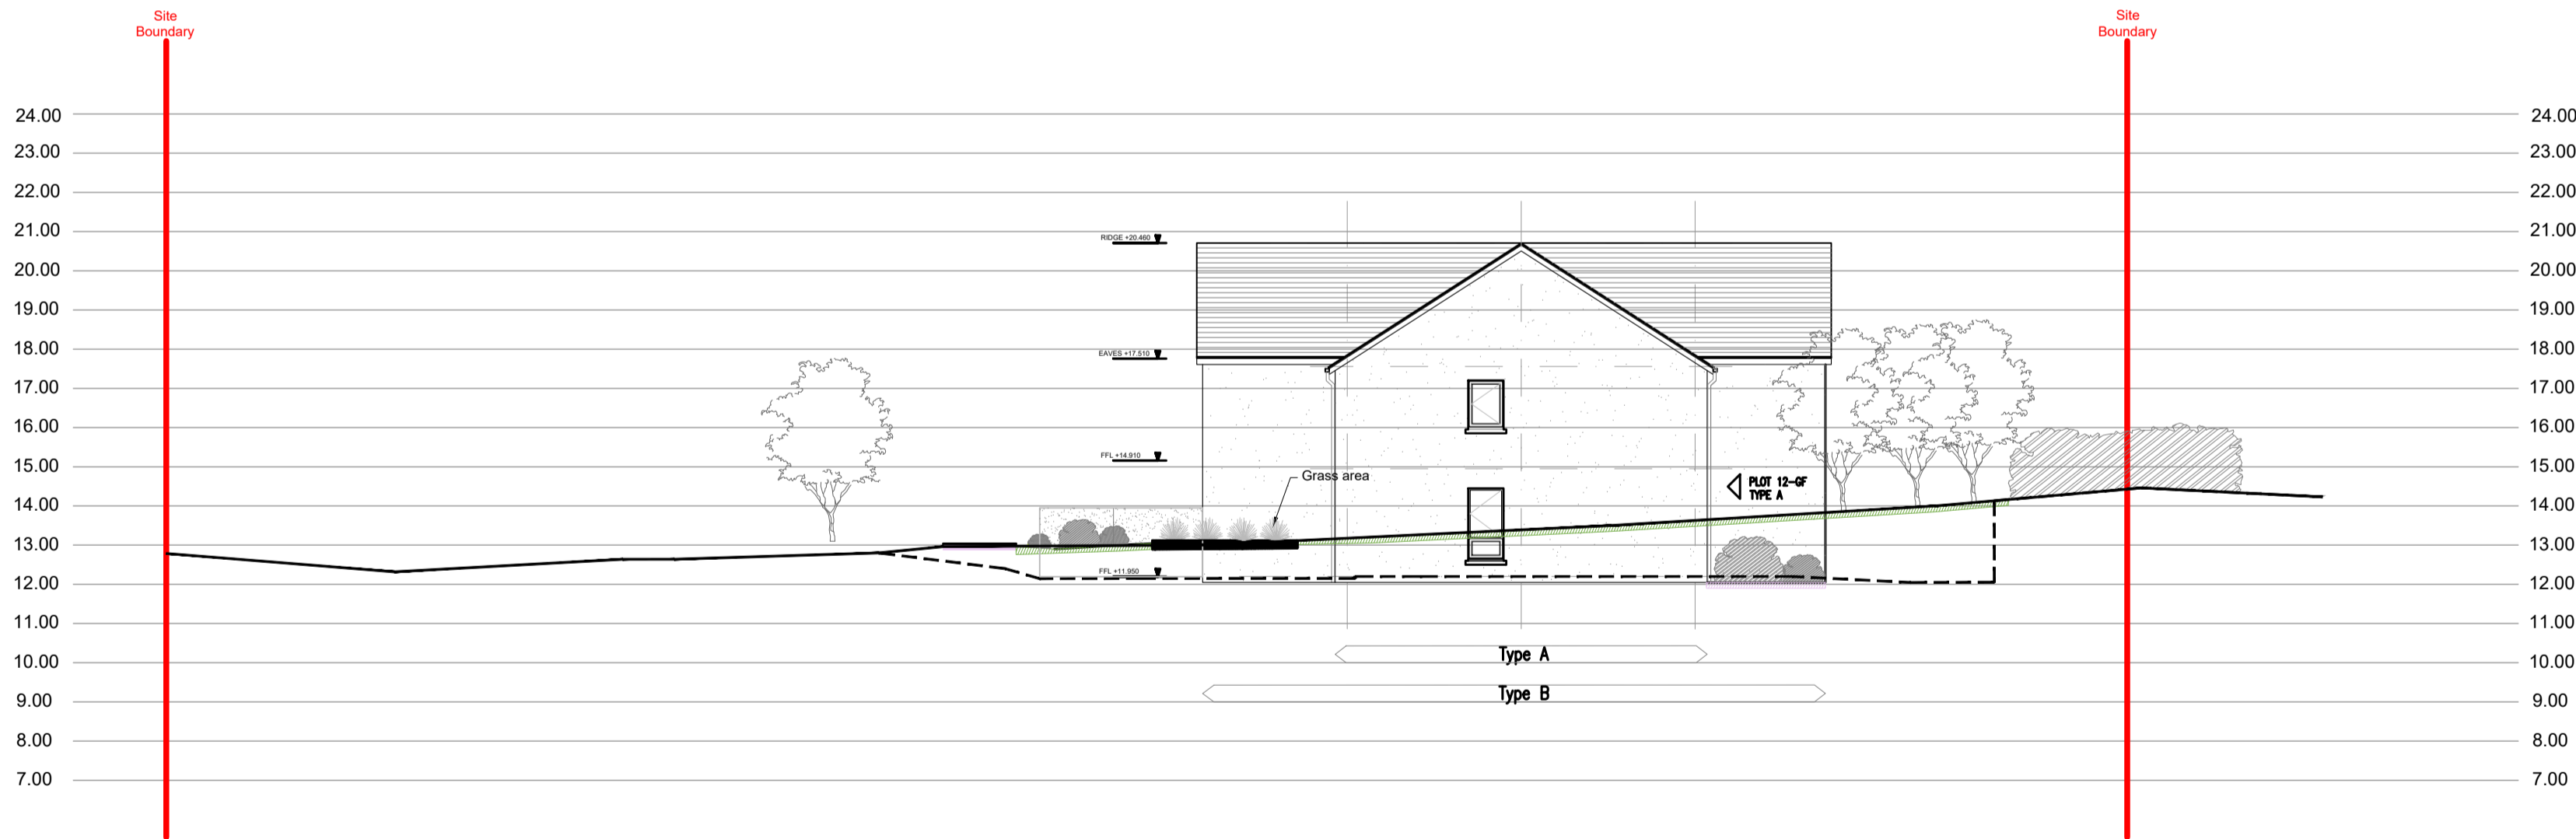 Site
Boundary
Site
Boundary
24.00
24.00
23.00
23.00
22.00
22.00
21.00
RIDGE +20.460
21.00
20.00
20.00
19.00
19.00
18.00
EAVES +17.510
18.00
17.00
17.00
16.00
16.00
15.00
FFL +14.910
Grass area
15.00
PLOT 12-GF
TYPE A
14.00
14.00
13.00
13.00
12.00
FFL +11.950
12.00
11.00
11.00
10.00
Type A
10.00
9.00
Type B
9.00
8.00
8.00
7.00
7.00